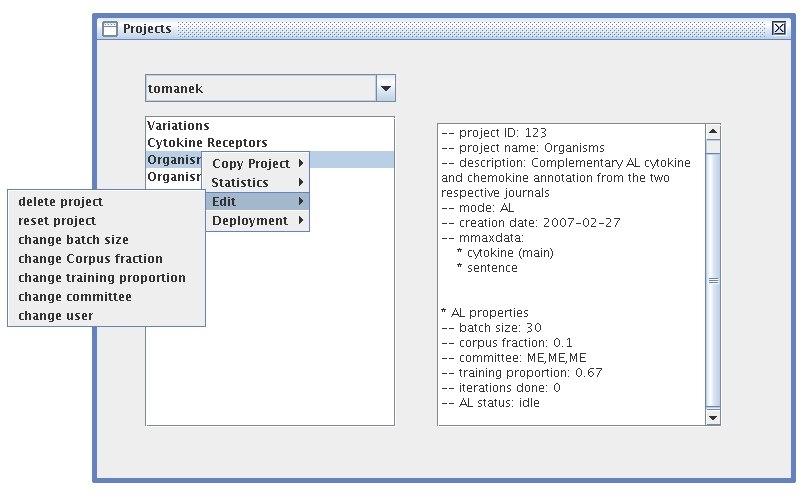 Projects
tomanek
Variations
Cytokine Receptors
Organisr
Organisr
Copy Project
Statistics
Edit
Deployment
delete project
reset project
change batch size
change Corpus fraction
change training proportion
change committee
change user
-- project ID: 123
-- project name: Organisms
-- description: Complementary AL cytokine
and chemokine annotation from the two
respective journals
-- mode: AL
-- creation date: 2007-02-27
-- mmaxdata:
* cytokine (main)
* sentence
* AL properties
-- batch size: 30
-- corpus fraction: 0.1
-- committee: ME,ME,ME
-- training proportion: 0.67
-- iterations done: 0
-- AL status: idle